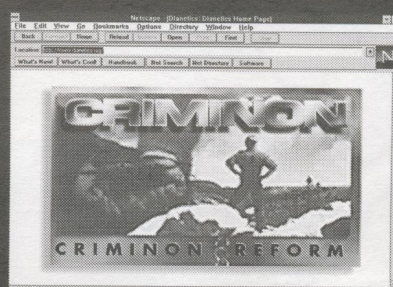 Netscape - [Dianetics: Dianetics Home Page]
File Edit View Go Bookmarks Options Directory Window Help
Back Home Reload Open Find
Location:
What's New! What's Cool! Handbook Net Search Net Directory Software
N
CRIMINON
CRIMINON REFORM